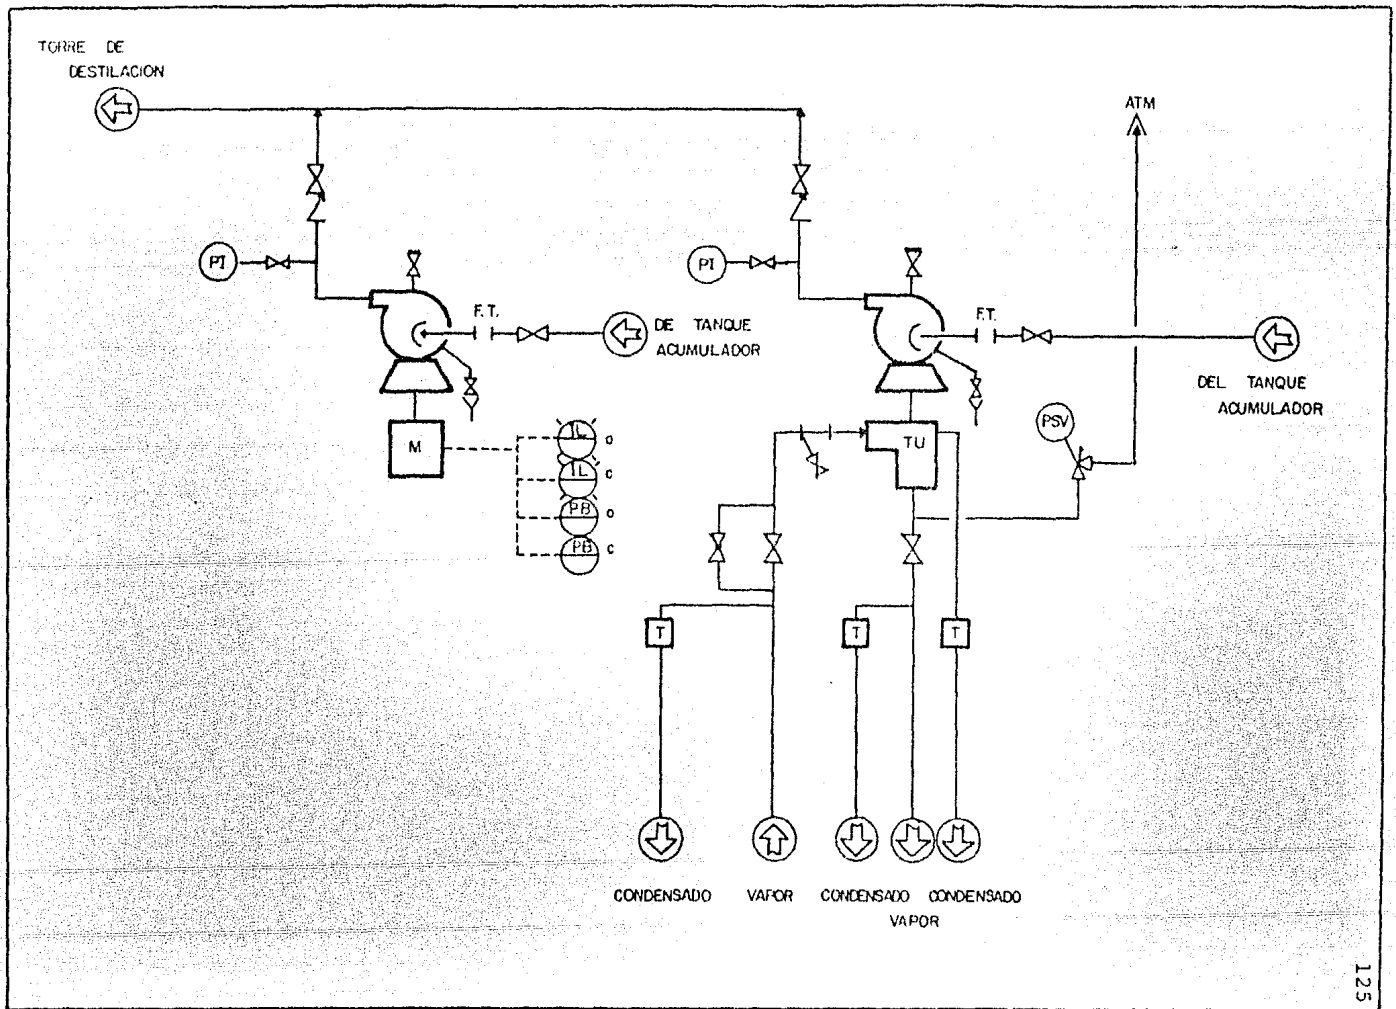 TORRE DE
DESTILACION
ATM
PI
PI
F.T.
F.T.
DE TANQUE
ACUMULADOR
DEL TANQUE
ACUMULADOR
PSV
M
IL o
IL c
PB o
PB c
TU
T
T
T
CONDENSADO
VAPOR
CONDENSADO
CONDENSADO
VAPOR
125